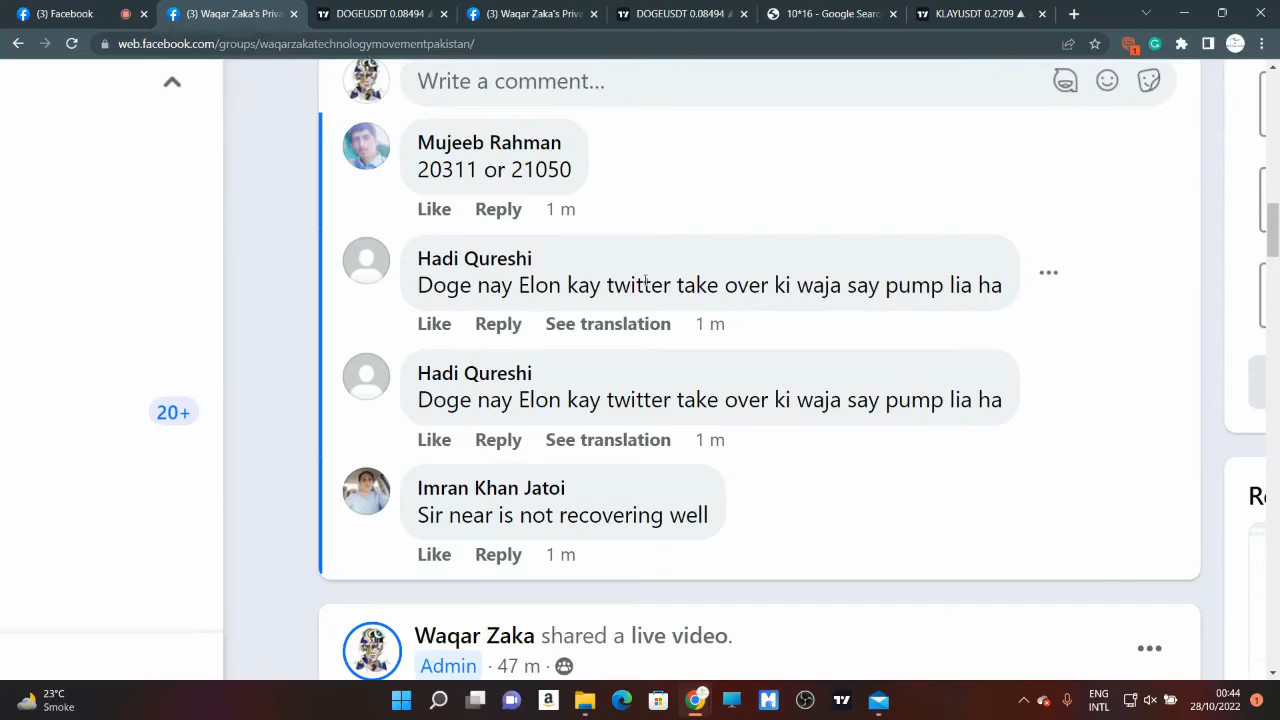 (3) Facebook
(3) Waqar Zaka's Priva
DOGEUSDT 0.08494 ▲
(3) Waqar Zaka's Priva
DOGEUSDT 0.08494 ▲
10*16 - Google Searc
KLAYUSDT 0.2709 ▲
web.facebook.com/groups/waqarzakatechnologymovementpakistan/
1
Write a comment...
Mujeeb Rahman
20311 or 21050
Like Reply 1 m
Hadi Qureshi
Doge nay Elon kay twitter take over ki waja say pump lia ha
Like Reply See translation 1 m
Hadi Qureshi
Doge nay Elon kay twitter take over ki waja say pump lia ha
20+
Like Reply See translation 1 m
Imran Khan Jatoi
Sir near is not recovering well
Like Reply 1 m
Waqar Zaka shared a live video.
Admin · 47 m ·
23°C
Smoke
ENG
INTL
00:44
28/10/2022
1